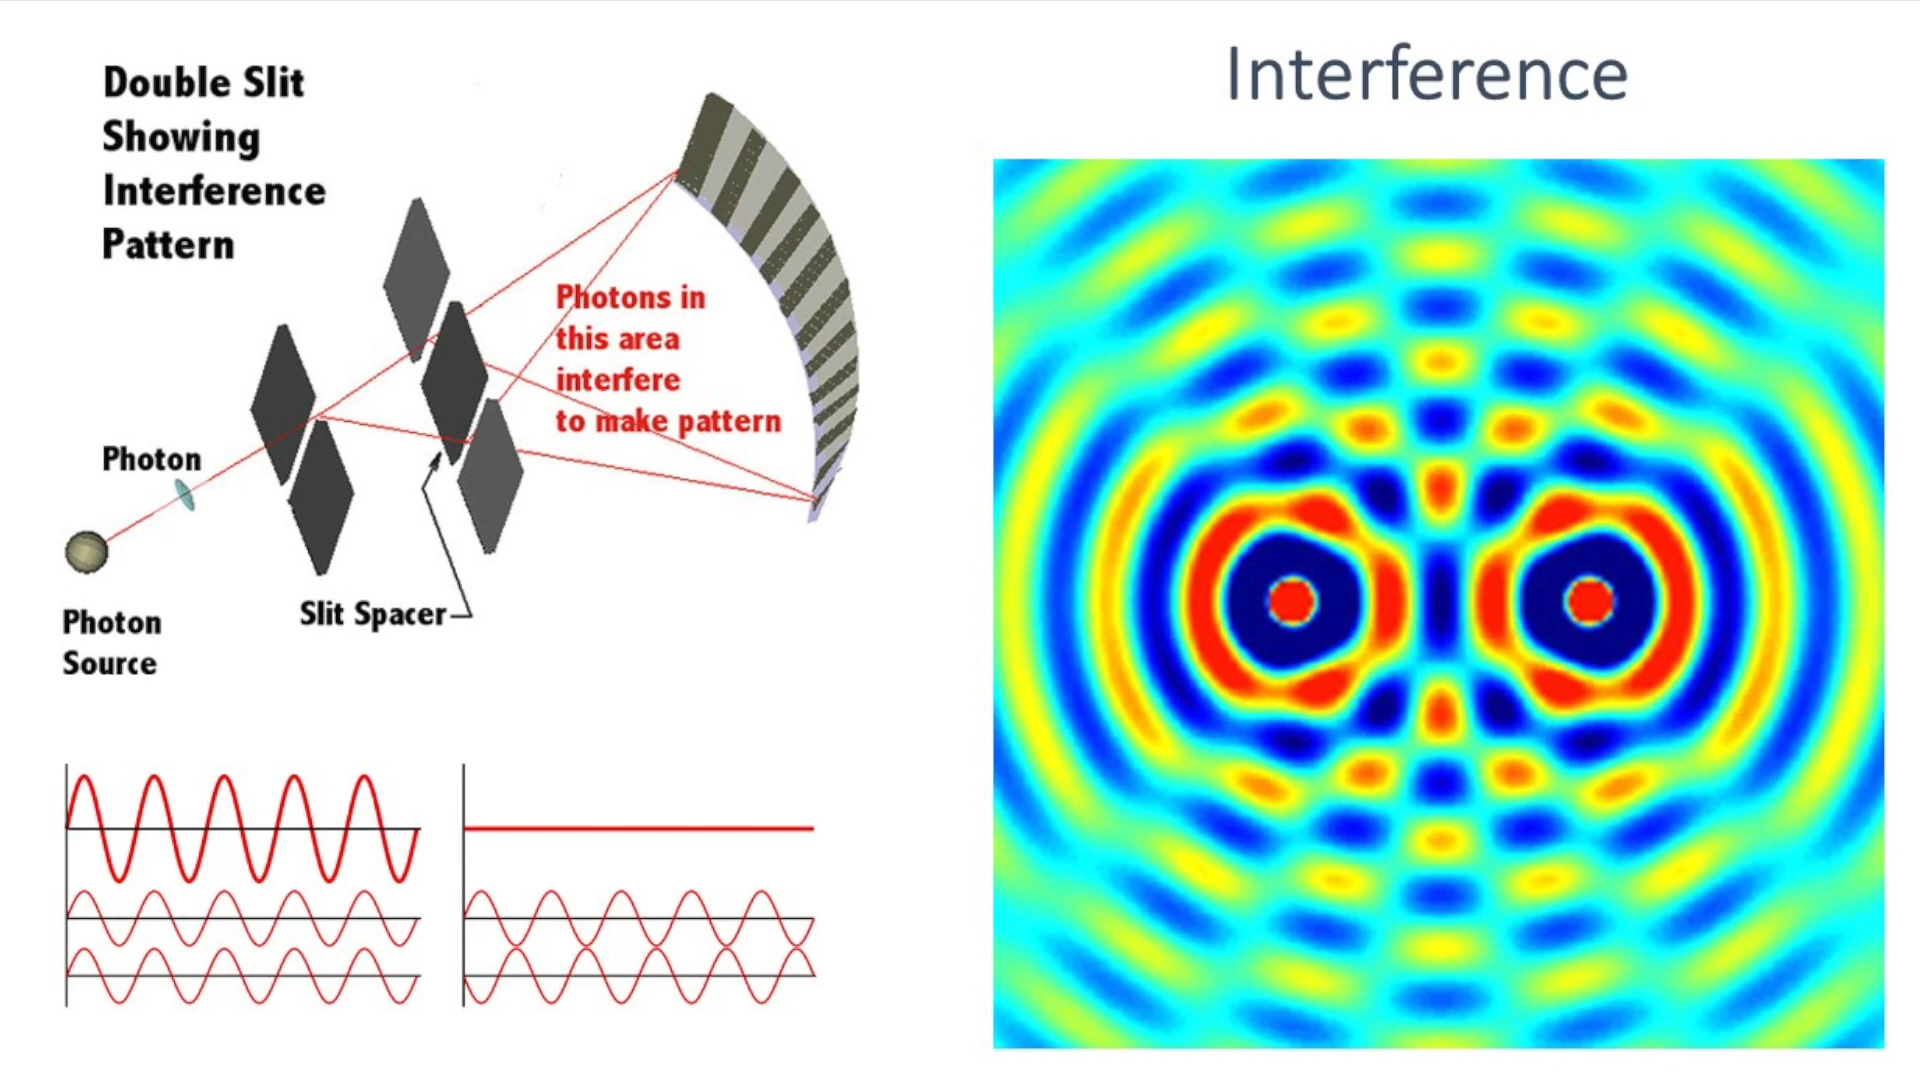 Interference
Double Slit
Showing
Interference
Pattern
Photons in
this area
interfere
to make pattern
Photon
Slit Spacer
Photon
Source